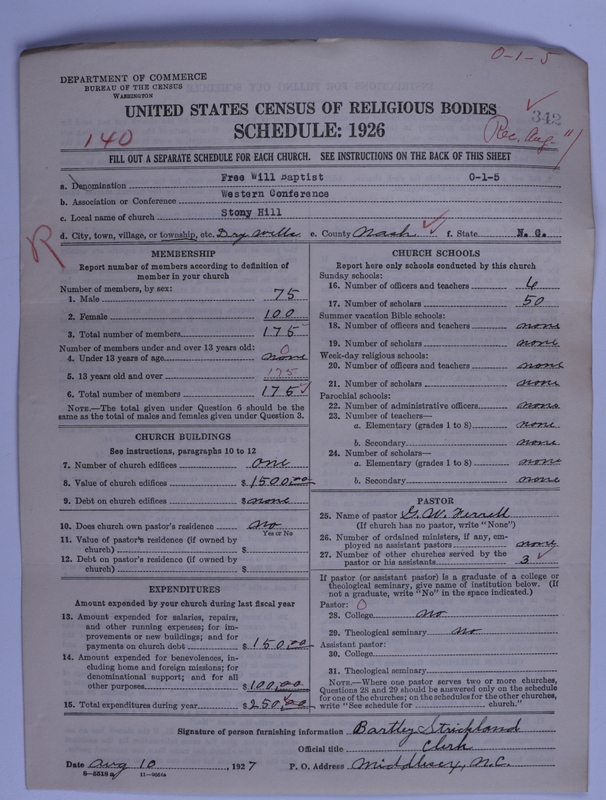 0-1-5
DEPARTMENT OF COMMERCE
BUREAU OF THE CENSUS
WASHINGTON
UNITED STATES CENSUS OF RELIGIOUS BODIES
342
140
SCHEDULE: 1926
Rec. Aug. 11
FILL OUT A SEPARATE SCHEDULE FOR EACH CHURCH. SEE INSTRUCTIONS ON THE BACK OF THIS SHEET
a. Denomination Free Will Baptist 0-1-5
b. Association or Conference Western Conference
c. Local name of church Stony Hill
d. City, town, village, or township, etc. Dry Wells e. County Nash f. State N. C.
R
MEMBERSHIP
Report number of members according to definition of
member in your church
Number of members, by sex:
1. Male 75
2. Female 100
3. Total number of members 175
Number of members under and over 13 years old: 0
4. Under 13 years of age none
5. 13 years old and over 175
6. Total number of members 175
NOTE.—The total given under Question 6 should be the
same as the total of males and females given under Question 3.
CHURCH BUILDINGS
See instructions, paragraphs 10 to 12
7. Number of church edifices one
8. Value of church edifices $ 1500.00
9. Debt on church edifices $ none
10. Does church own pastor's residence No
Yes or No
11. Value of pastor's residence (if owned by
church) $
12. Debt on pastor's residence (if owned by
church) $
EXPENDITURES
Amount expended by your church during last fiscal year
13. Amount expended for salaries, repairs,
and other running expenses; for im-
provements or new buildings; and for
payments on church debt $ 150.00
14. Amount expended for benevolences, in-
cluding home and foreign missions; for
denominational support; and for all
other purposes $ 100.00
15. Total expenditures during year $ 250.00
CHURCH SCHOOLS
Report here only schools conducted by this church
Sunday schools:
16. Number of officers and teachers 6
17. Number of scholars 50
Summer vacation Bible schools:
18. Number of officers and teachers none
19. Number of scholars none
Week-day religious schools:
20. Number of officers and teachers none
21. Number of scholars none
Parochial schools:
22. Number of administrative officers none
23. Number of teachers—
a. Elementary (grades 1 to 8) none
b. Secondary none
24. Number of scholars—
a. Elementary (grades 1 to 8) none
b. Secondary none
PASTOR
25. Name of pastor G. W. Ferrell
(If church has no pastor, write "None")
26. Number of ordained ministers, if any, em-
ployed as assistant pastors none
27. Number of other churches served by the
pastor or his assistants 3
If pastor (or assistant pastor) is a graduate of a college or
theological seminary, give name of institution below. (If
not a graduate, write "No" in the space indicated.)
Pastor: 0
28. College No
29. Theological seminary No
Assistant pastor:
30. College
31. Theological seminary
NOTE.—Where one pastor serves two or more churches,
Questions 28 and 29 should be answered only on the schedule
for one of the churches; on the schedules for the other churches,
write "See schedule for church."
Signature of person furnishing information Bartley Strickland
Official title Clerk
Date Aug 10, 1927 P. O. Address Middlesex, N.C.
8—5518a 11—9554a